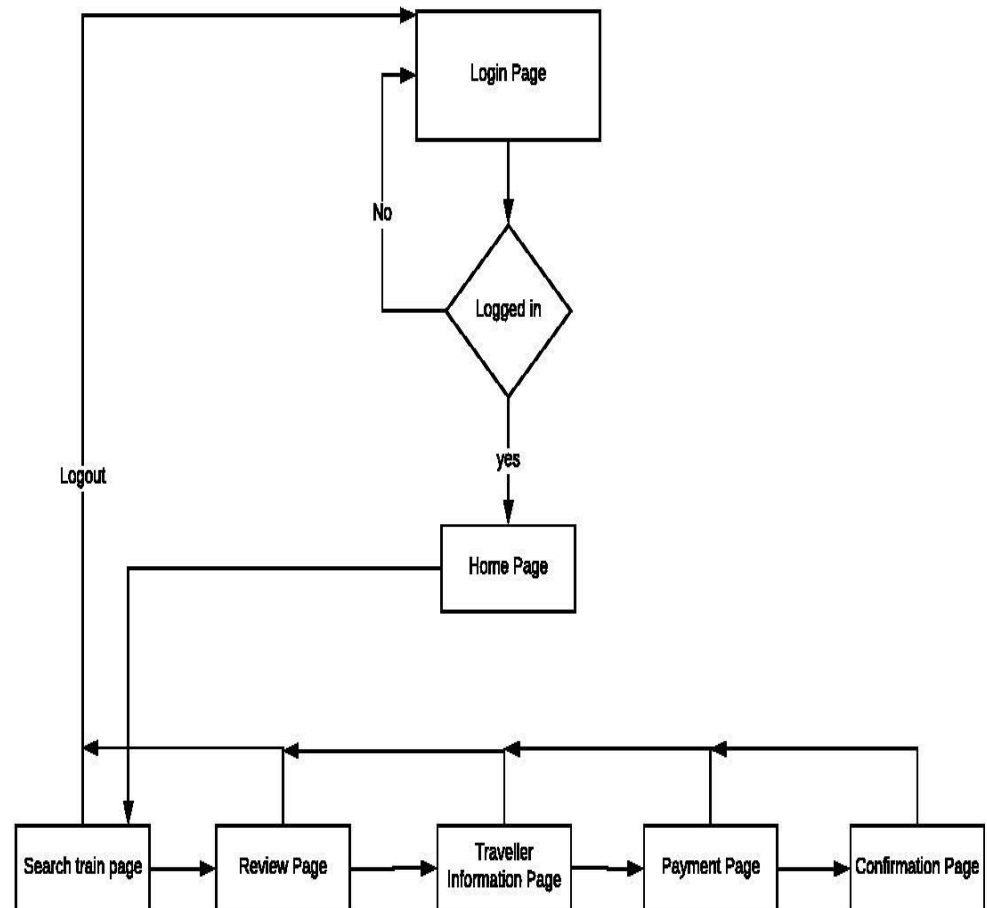 Login Page
No
Logged in
yes
Logout
Home Page
Search train page
Review Page
Traveller
Information Page
Payment Page
Confirmation Page